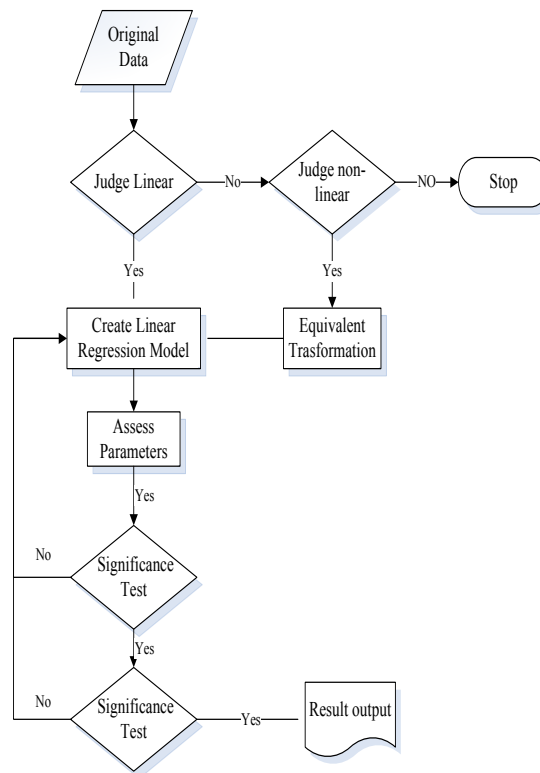 Original
Data
Judge Linear
No
Judge non-
linear
NO
Stop
Yes
Yes
Create Linear
Regression Model
Equivalent
Trasformation
Assess
Parameters
Yes
No
Significance
Test
Yes
No
Significance
Test
Yes
Result output